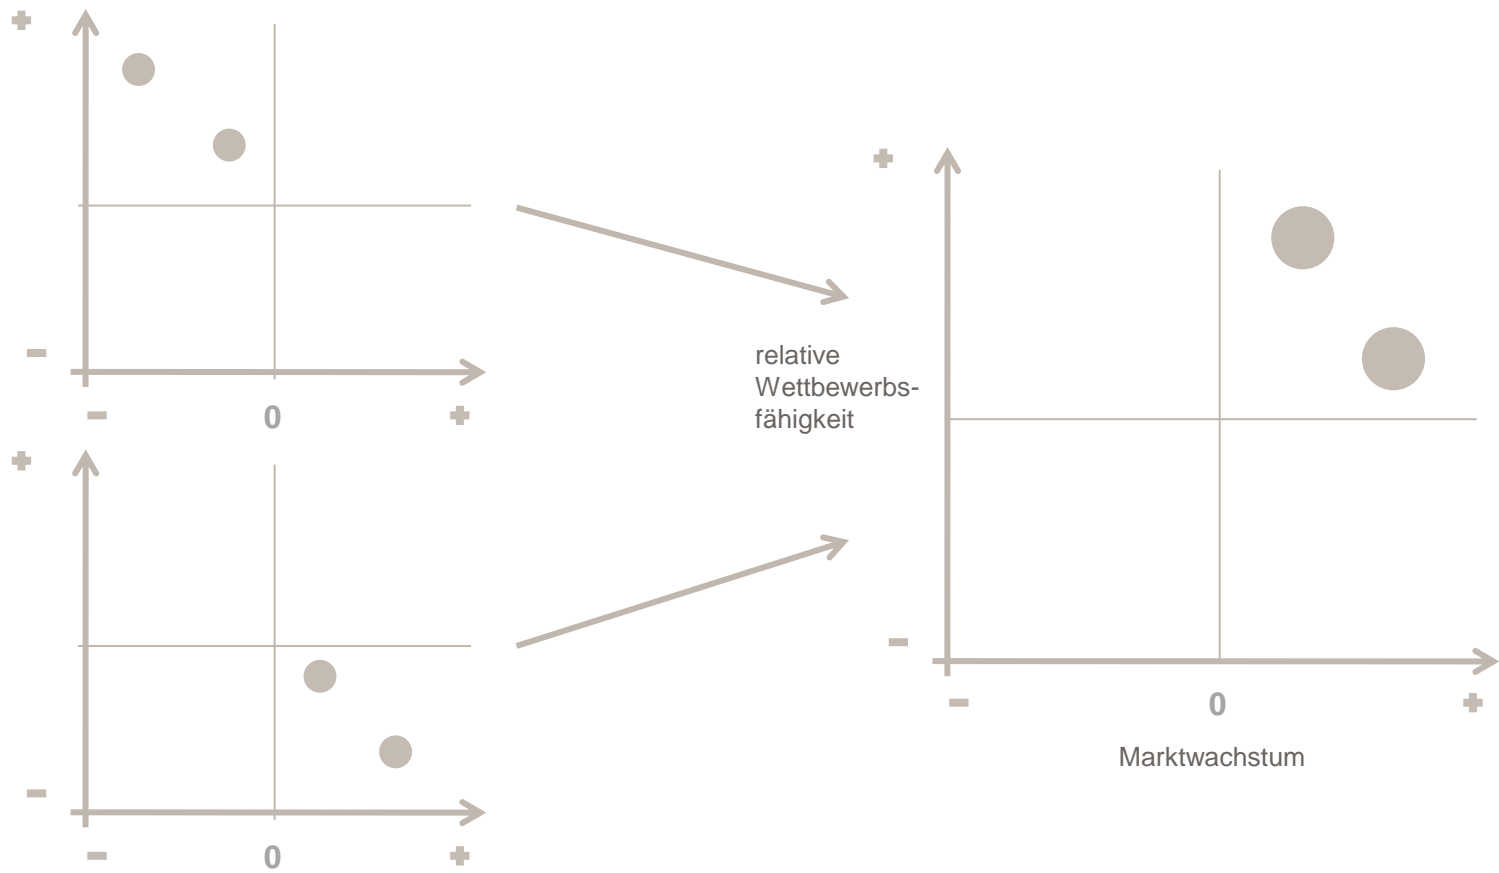 +
-
- 0 +
+
-
- 0 +
relative
Wettbewerbs-
fähigkeit
+
-
- 0 +
Marktwachstum